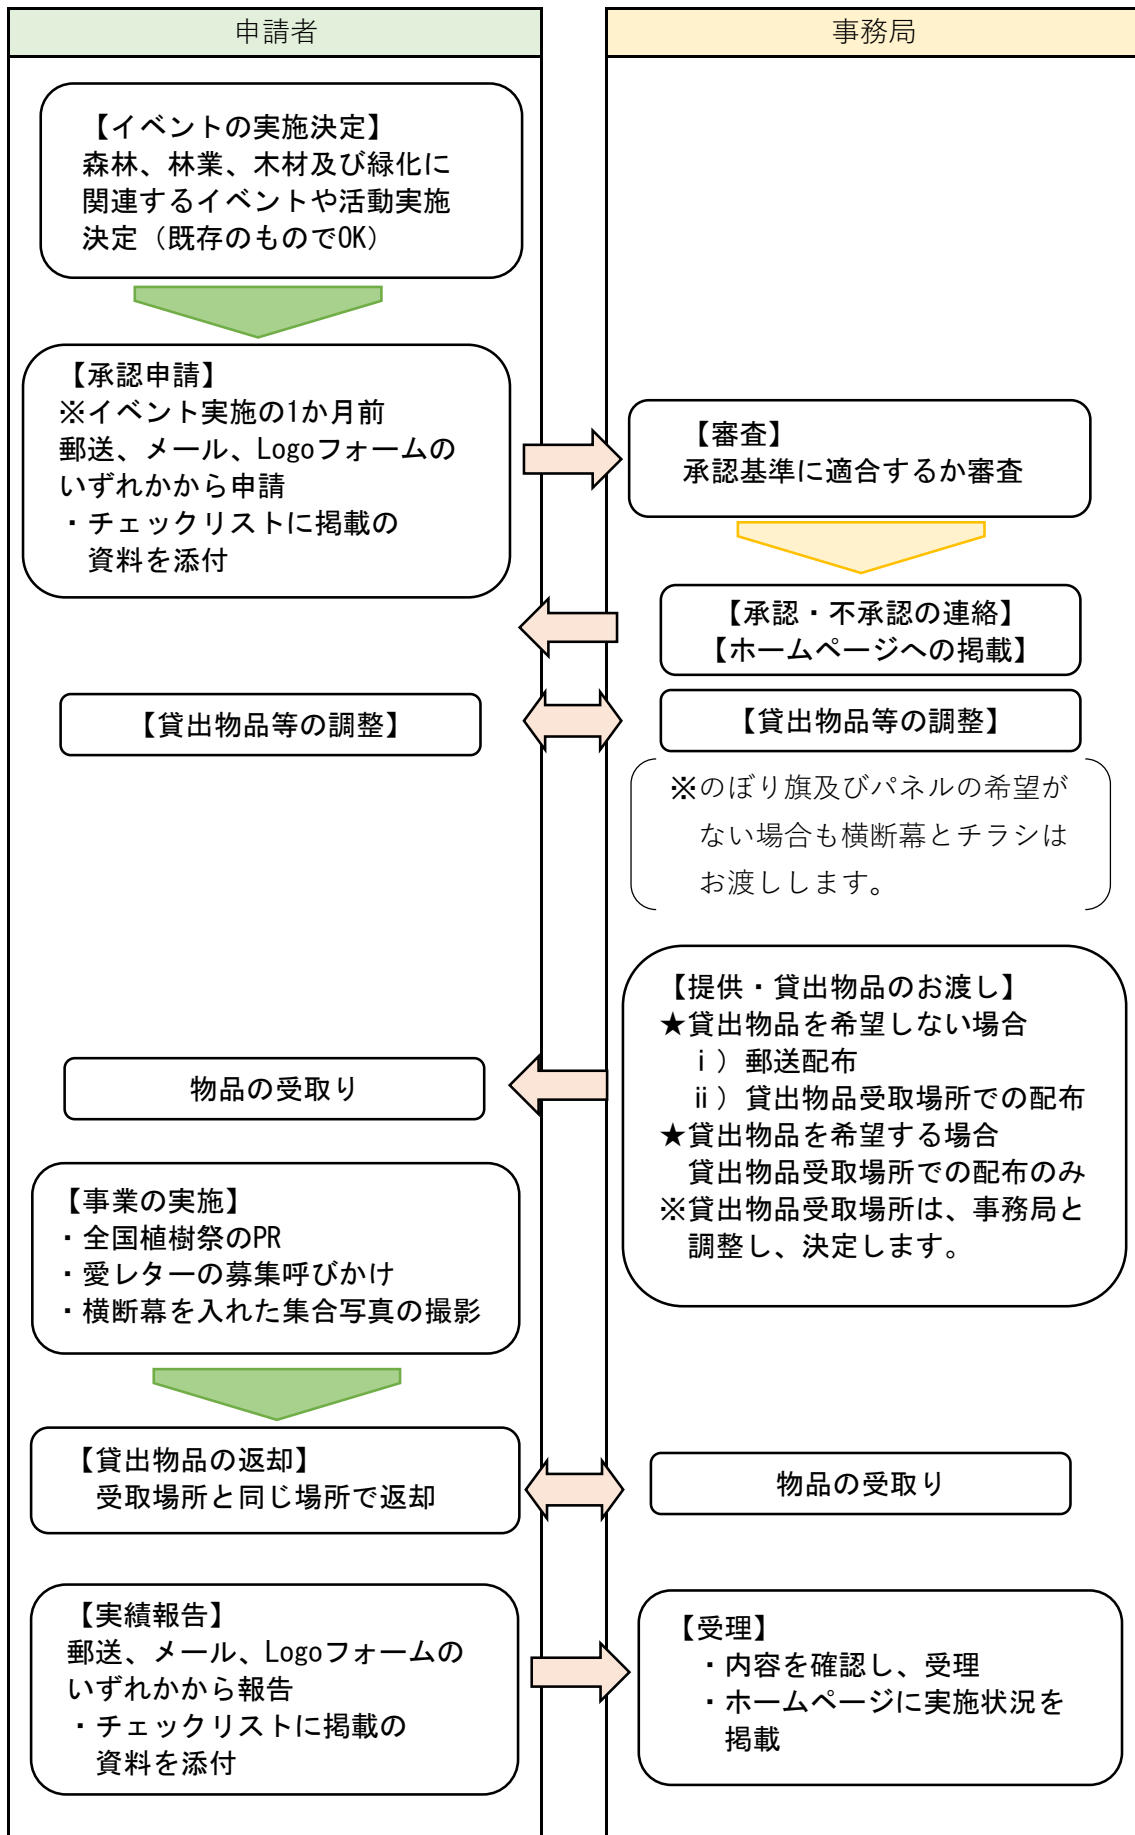 申請者
事務局
【イベントの実施決定】
森林、林業、木材及び緑化に
関連するイベントや活動実施
決定（既存のものでOK）
【承認申請】
※イベント実施の1か月前
郵送、メール、Logoフォームの
いずれかから申請
・チェックリストに掲載の
資料を添付
【審査】
承認基準に適合するか審査
【承認・不承認の連絡】
【ホームページへの掲載】
【貸出物品等の調整】
【貸出物品等の調整】
※のぼり旗及びパネルの希望が
ない場合も横断幕とチラシは
お渡しします。
【提供・貸出物品のお渡し】
★貸出物品を希望しない場合
ⅰ）郵送配布
ⅱ）貸出物品受取場所での配布
★貸出物品を希望する場合
貸出物品受取場所での配布のみ
※貸出物品受取場所は、事務局と
調整し、決定します。
物品の受取り
【事業の実施】
・全国植樹祭のPR
・愛レターの募集呼びかけ
・横断幕を入れた集合写真の撮影
【貸出物品の返却】
受取場所と同じ場所で返却
物品の受取り
【実績報告】
郵送、メール、Logoフォームの
いずれかから報告
・チェックリストに掲載の
資料を添付
【受理】
・内容を確認し、受理
・ホームページに実施状況を
掲載